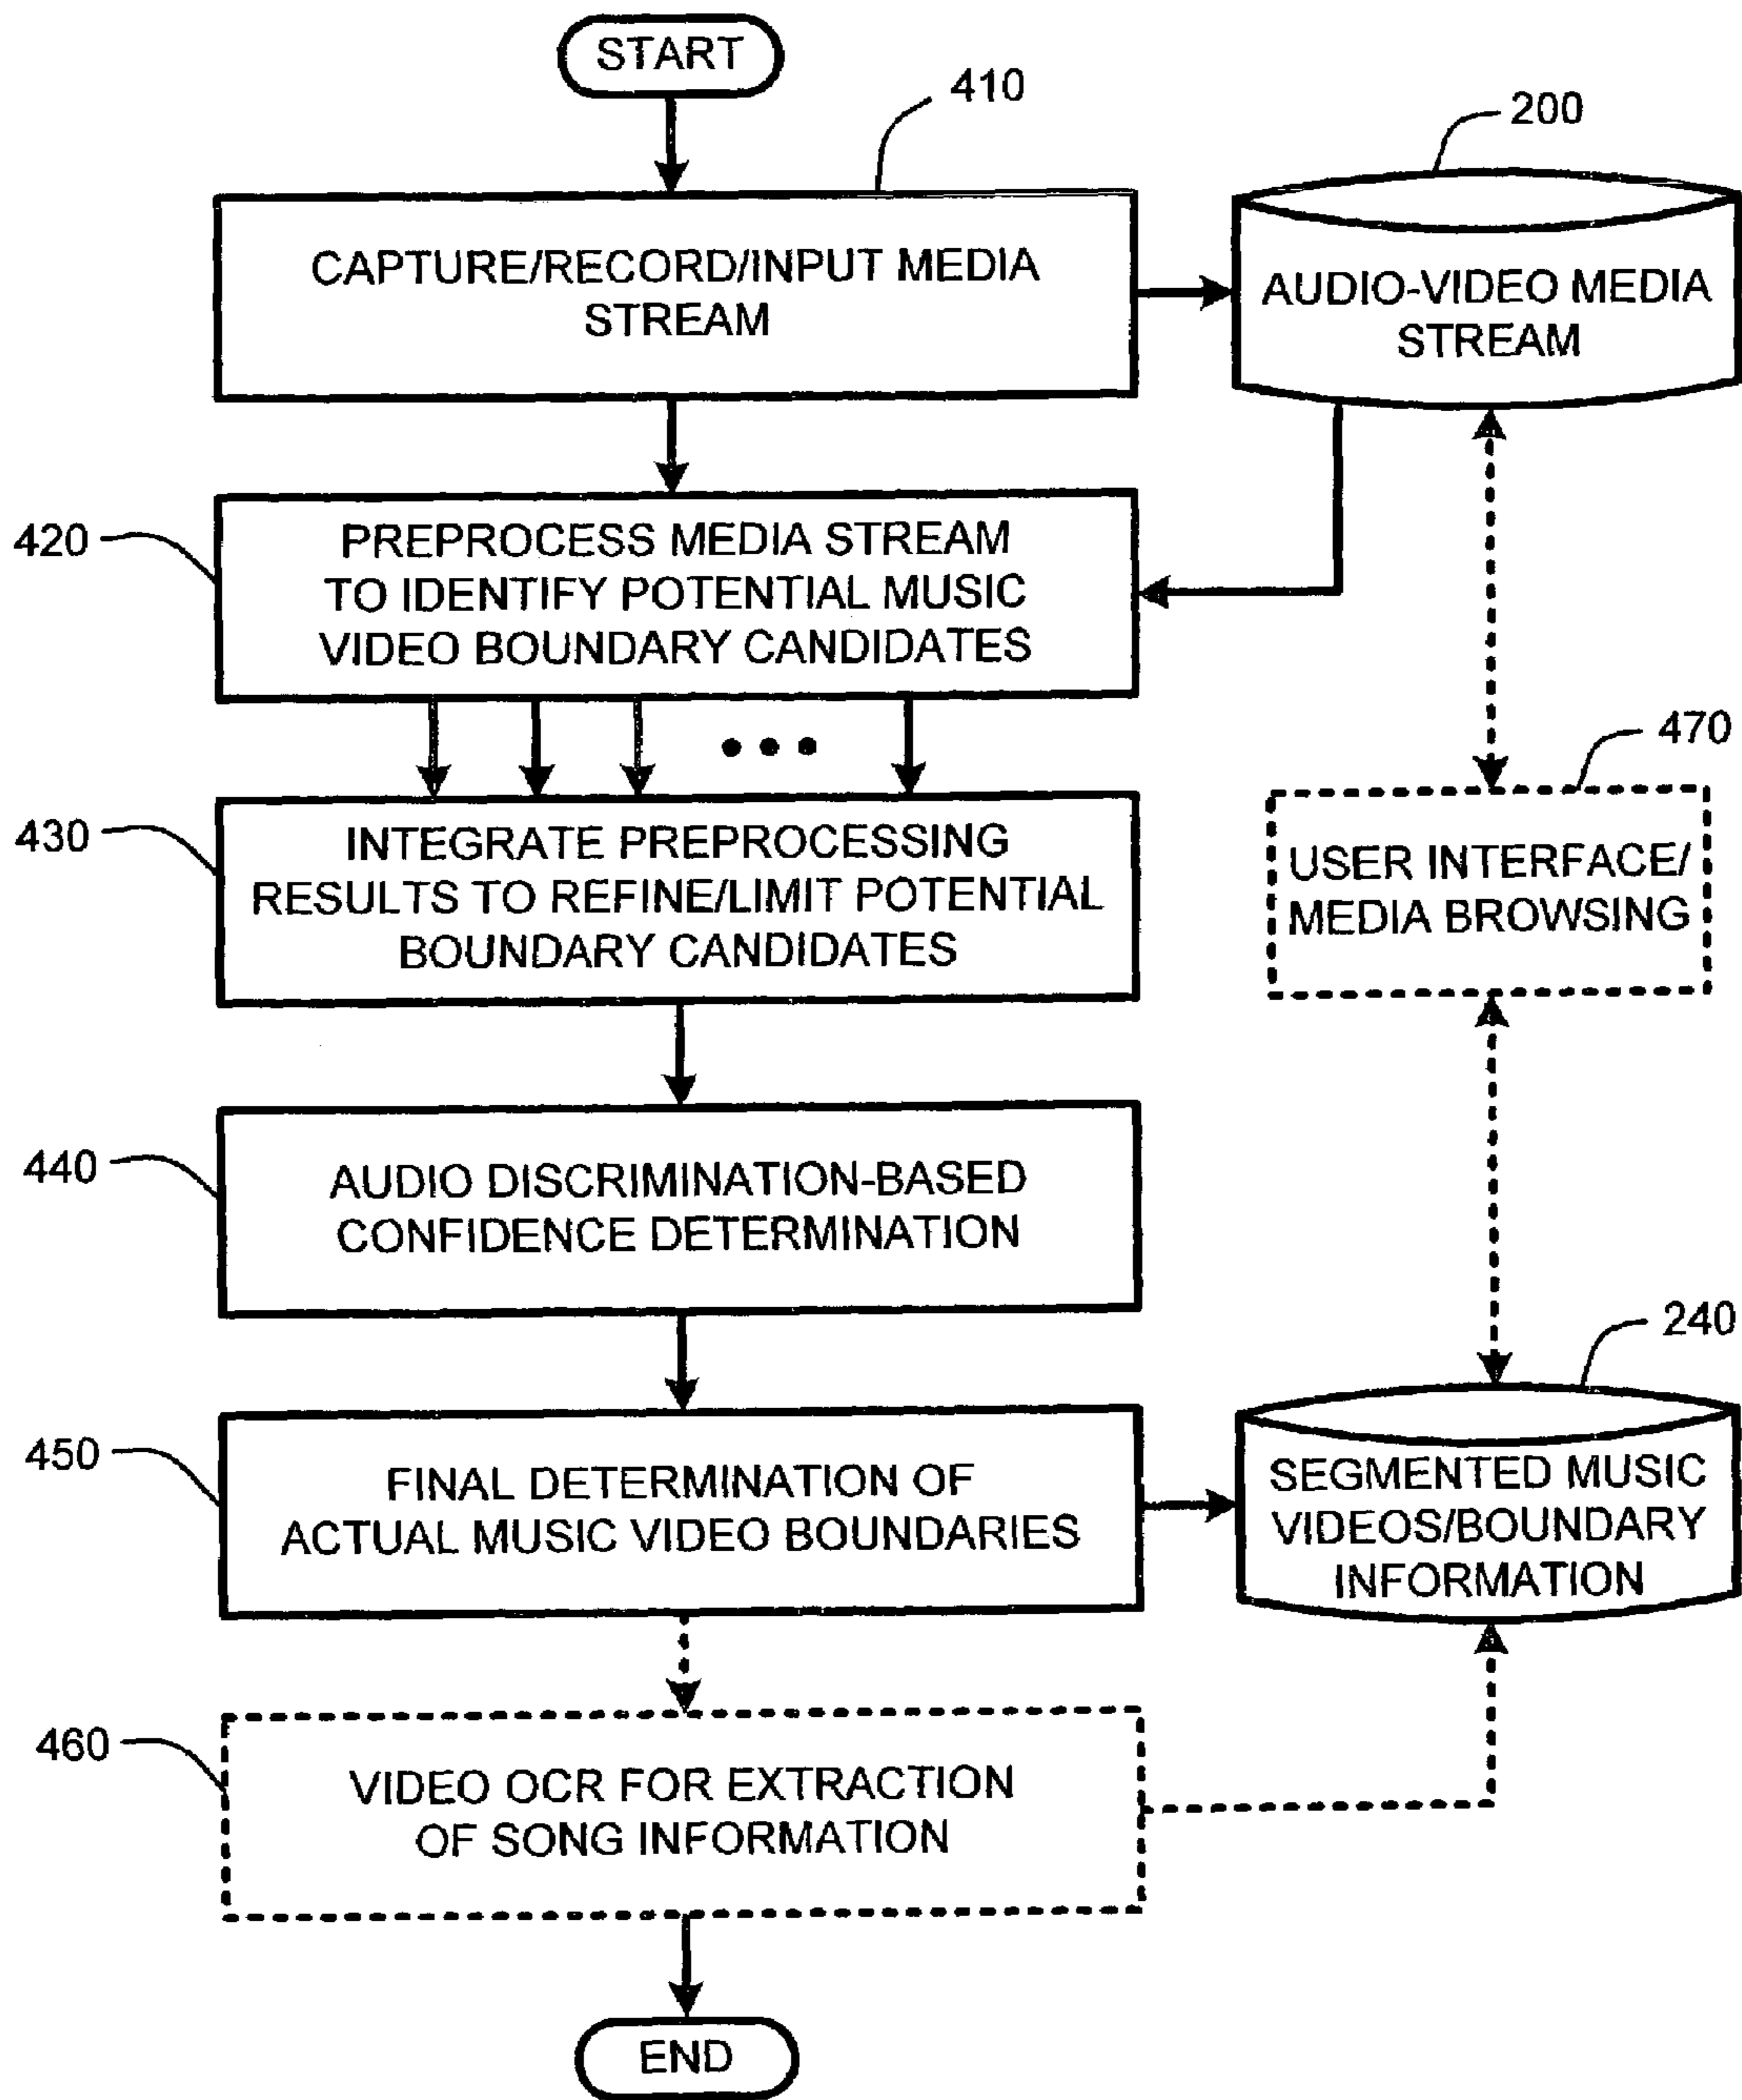 START
410
200
CAPTURE/RECORD/INPUT MEDIA
STREAM
AUDIO-VIDEO MEDIA
STREAM
420
PREPROCESS MEDIA STREAM
TO IDENTIFY POTENTIAL MUSIC
VIDEO BOUNDARY CANDIDATES
470
430
INTEGRATE PREPROCESSING
RESULTS TO REFINE/LIMIT POTENTIAL
BOUNDARY CANDIDATES
USER INTERFACE/
MEDIA BROWSING
440
AUDIO DISCRIMINATION-BASED
CONFIDENCE DETERMINATION
240
450
FINAL DETERMINATION OF
ACTUAL MUSIC VIDEO BOUNDARIES
SEGMENTED MUSIC
VIDEOS/BOUNDARY
INFORMATION
460
VIDEO OCR FOR EXTRACTION
OF SONG INFORMATION
END